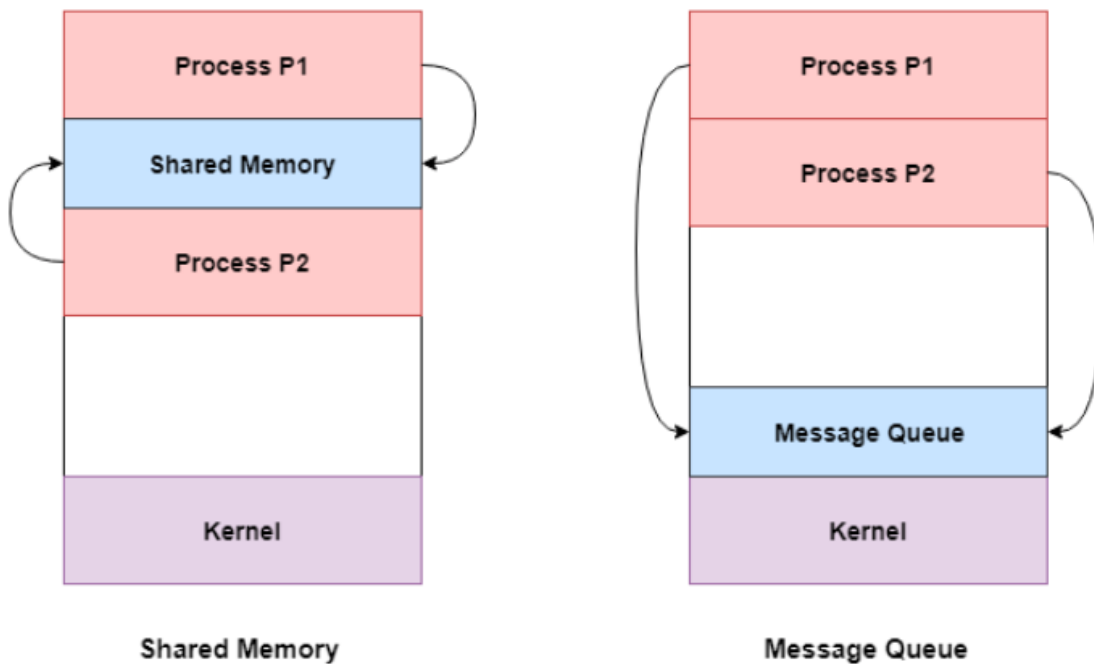 Process P1
Shared Memory
Process P2
Kernel
Shared Memory
Process P1
Process P2
Message Queue
Kernel
Message Queue